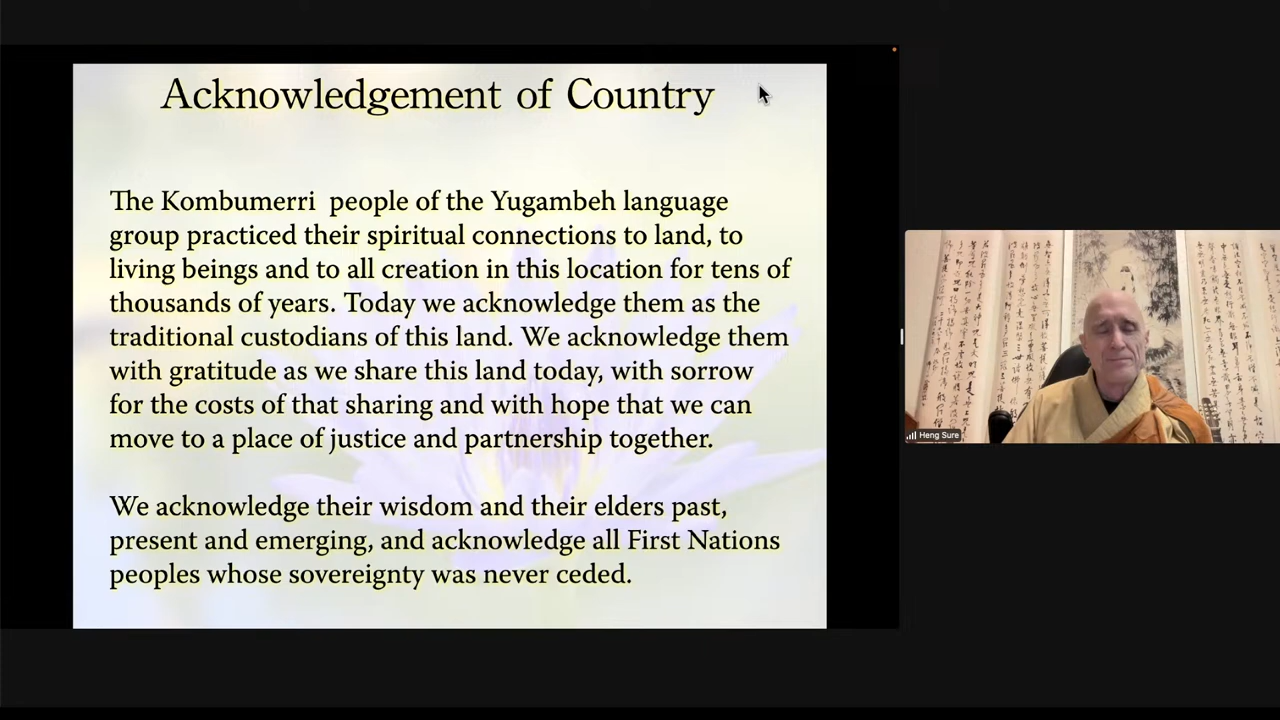 Acknowledgement of Country
The Kombumerri people of the Yugambeh language
group practiced their spiritual connections to land, to
living beings and to all creation in this location for tens of
thousands of years. Today we acknowledge them as the
traditional custodians of this land. We acknowledge them
with gratitude as we share this land today, with sorrow
for the costs of that sharing and with hope that we can
move to a place of justice and partnership together.
We acknowledge their wisdom and their elders past,
present and emerging, and acknowledge all First Nations
peoples whose sovereignty was never ceded.
Heng Sure